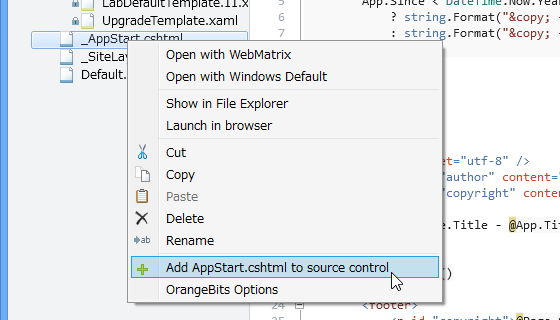 LabDefaultTemplate.11.x
UpgradeTemplate.xaml
_AppStart.cshtml
_SiteLay
Default.
Open with WebMatrix
Open with Windows Default
Show in File Explorer
Launch in browser
Cut
Copy
Paste
Delete
Rename
Add AppStart.cshtml to source control
OrangeBits Options
5 App.Since < DateTime.Now.Year
6 ? string.Format("&copy; 
7 : string.Format("&copy; -
et="utf-8" />
"author" content=
"copyright" content
e.Title - @App.Tit
()
24 <footer>